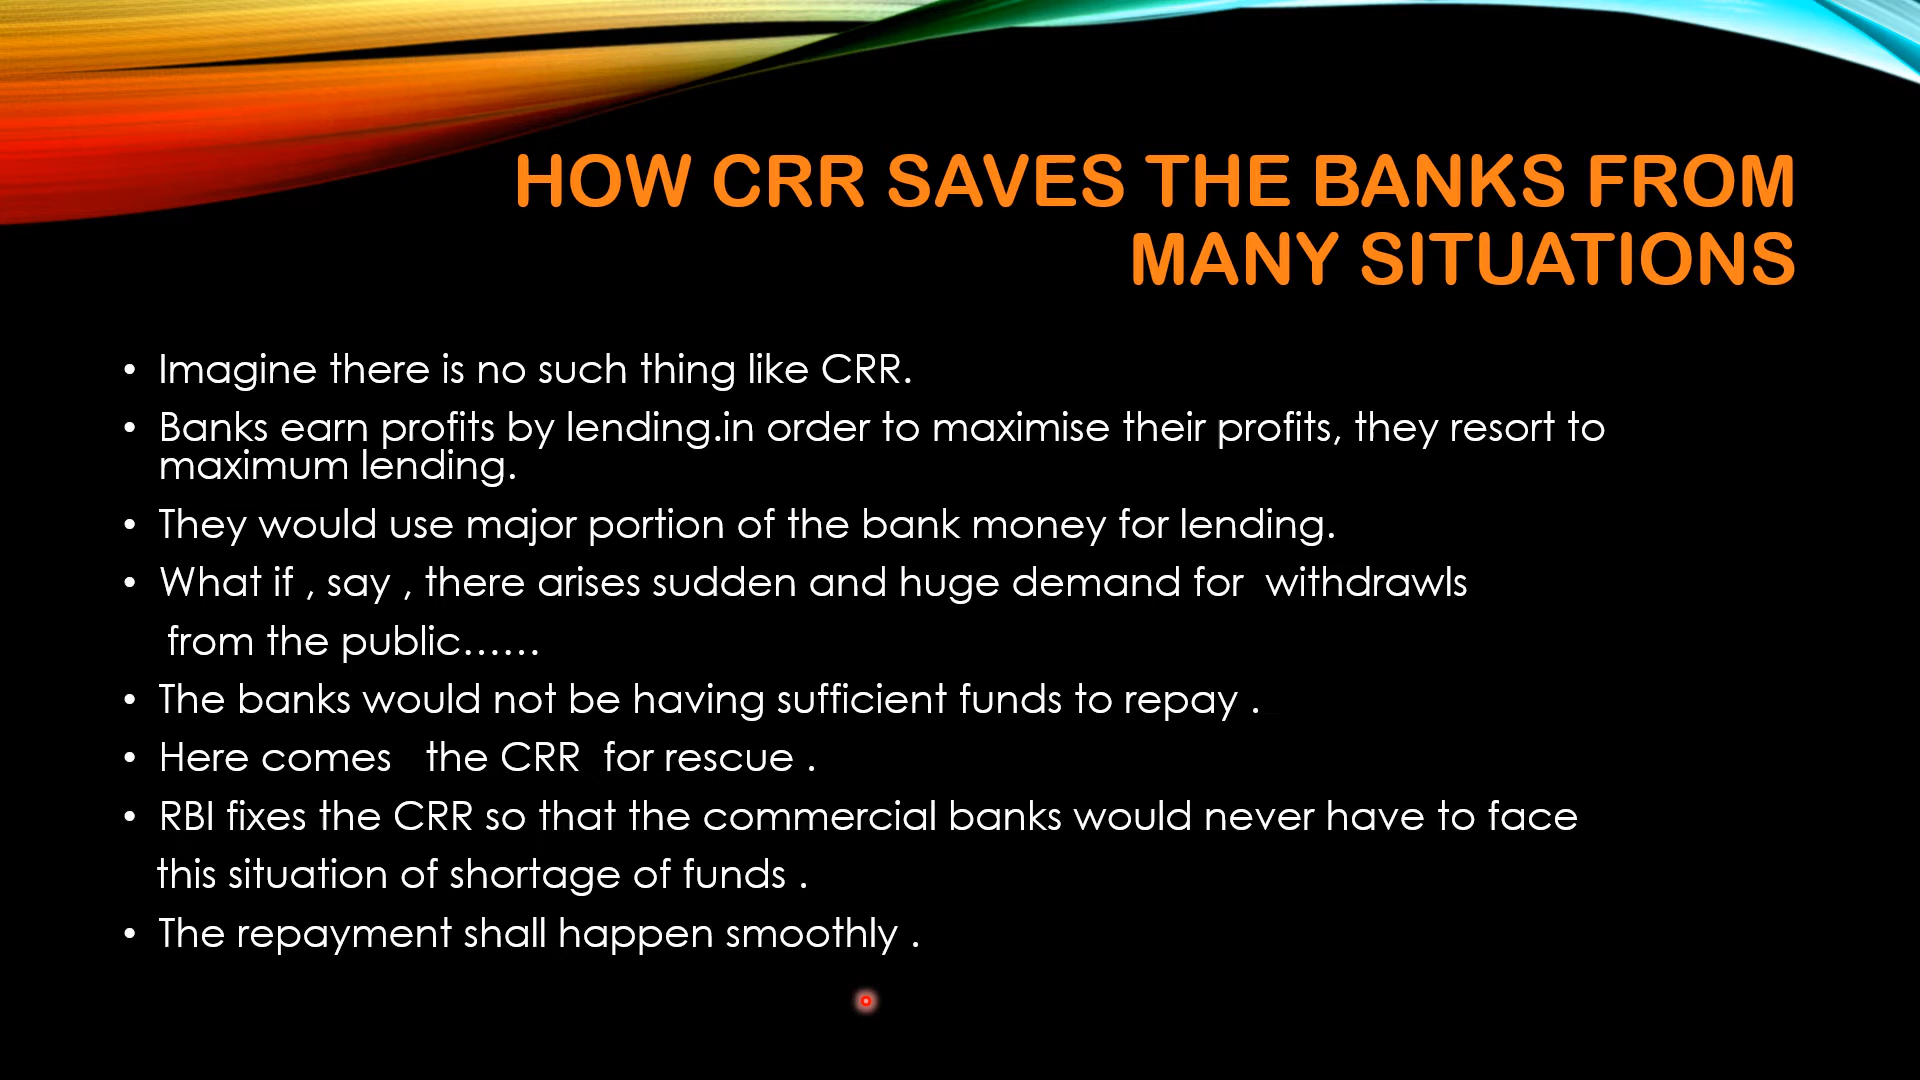 HOW CRR SAVES THE BANKS FROM
MANY SITUATIONS
• Imagine there is no such thing like CRR.
• Banks earn profits by lending.in order to maximise their profits, they resort to
maximum lending.
• They would use major portion of the bank money for lending.
• What if , say , there arises sudden and huge demand for  withdrawls
from the public……
• The banks would not be having sufficient funds to repay .
• Here comes   the CRR  for rescue .
• RBI fixes the CRR so that the commercial banks would never have to face
this situation of shortage of funds .
• The repayment shall happen smoothly .